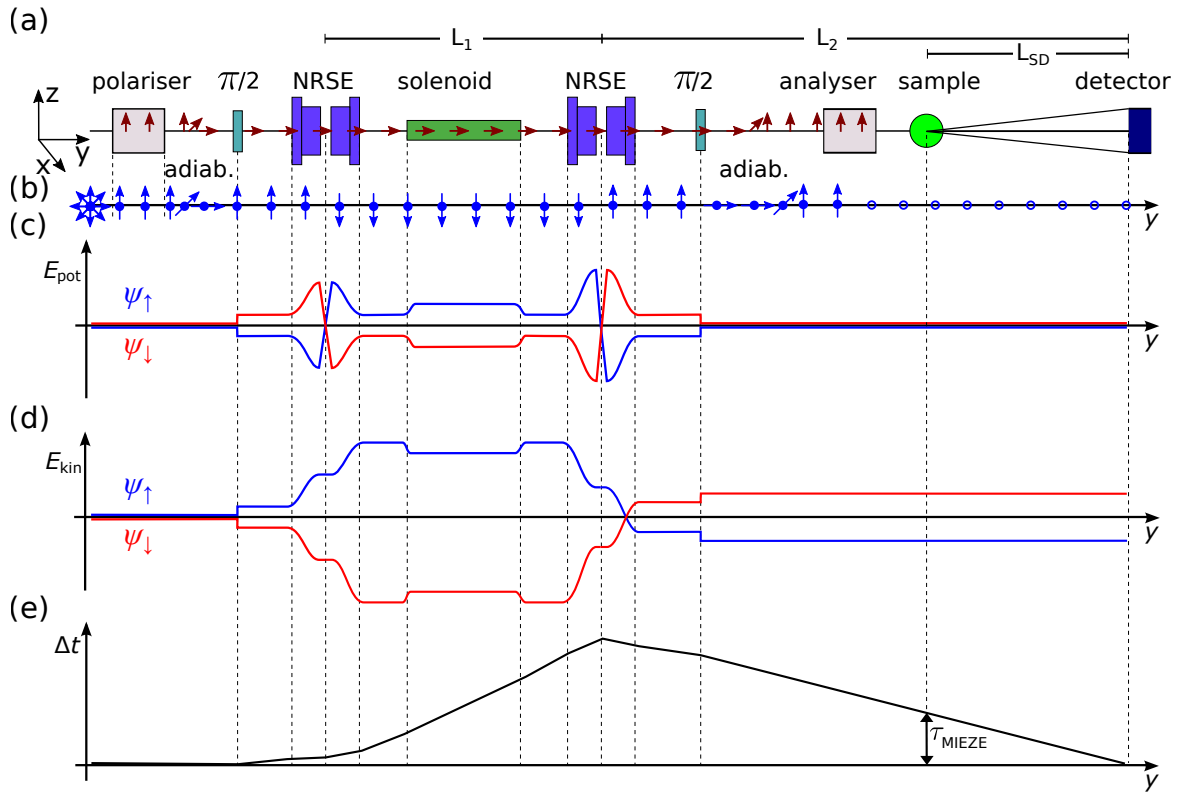 (a)
L1 L2
LSD
polariser π/2 NRSE solenoid NRSE π/2 analyser sample detector
z
y
x
adiab. adiab.
(b)
y
(c)
Epot
ψ↑
ψ↓
y
(d)
Ekin
ψ↑
ψ↓
y
(e)
Δt
τMIEZE
y